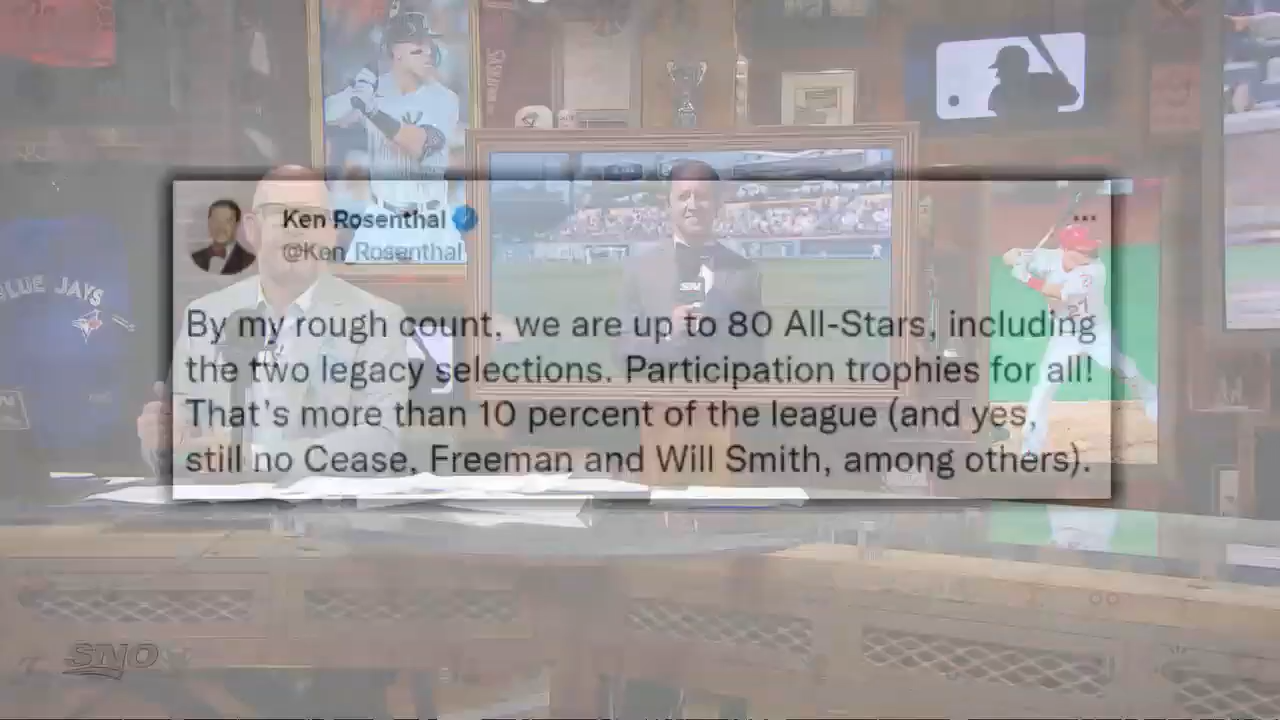 BLUE JAYS
Ken Rosenthal
@Ken_Rosenthal
27
By my rough count, we are up to 80 All-Stars, including
the two legacy selections. Participation trophies for all!
That's more than 10 percent of the league (and yes,
still no Cease, Freeman and Will Smith, among others).
SNO